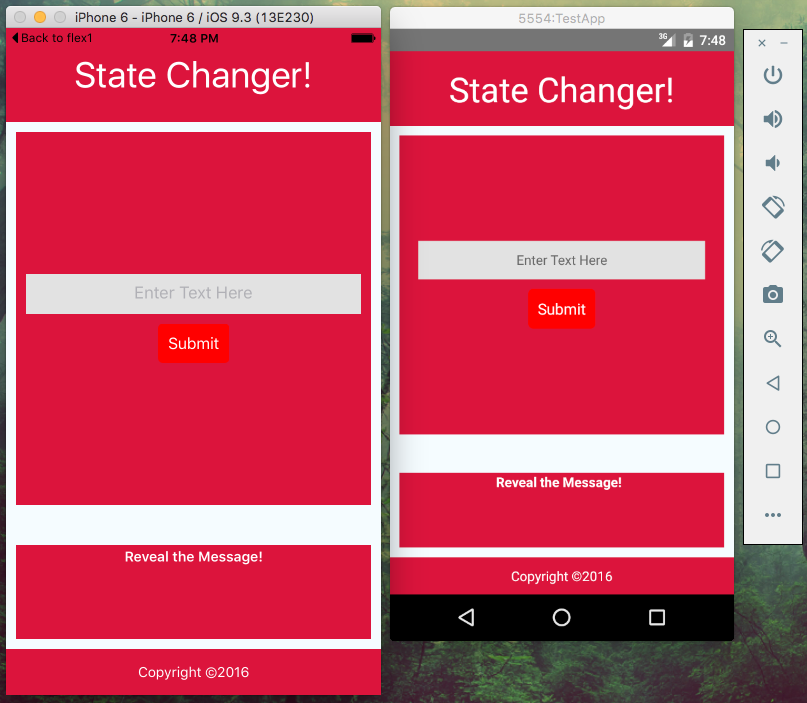 iPhone 6 - iPhone 6 / iOS 9.3 (13E230)
Back to flex1
7:48 PM
State Changer!
Enter Text Here
Submit
Reveal the Message!
Copyright ©2016
5554:TestApp
3G
7:48
State Changer!
Enter Text Here
Submit
Reveal the Message!
Copyright ©2016